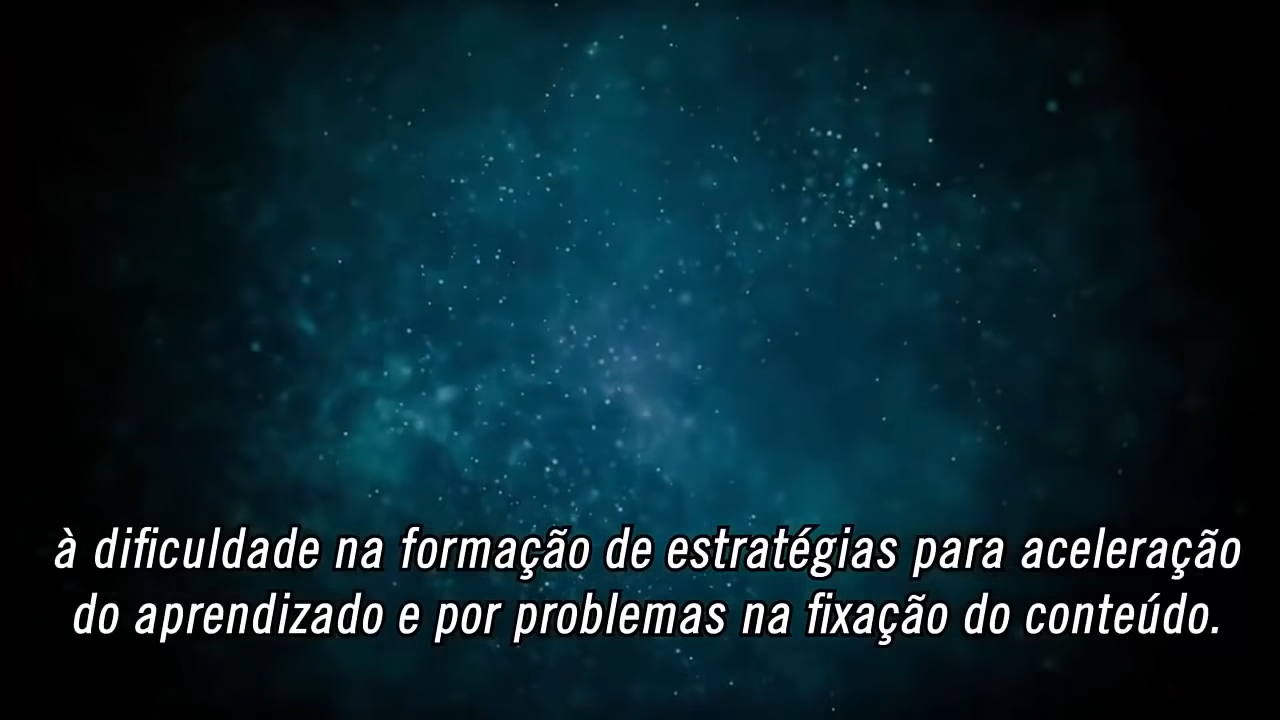 à dificuldade na formação de estratégias para aceleração
do aprendizado e por problemas na fixação do conteúdo.